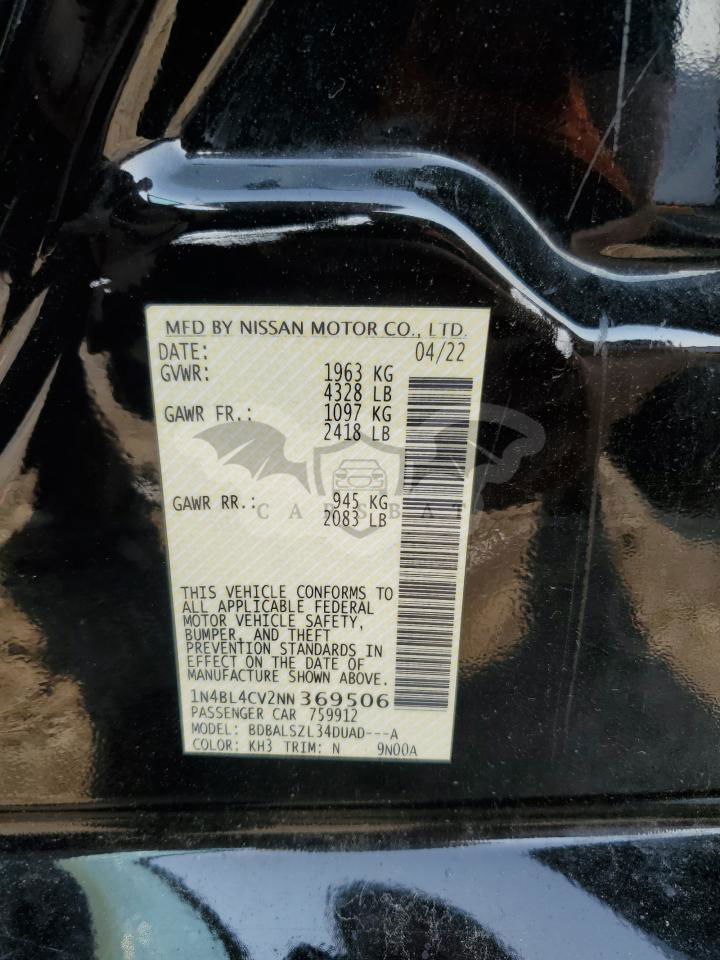 MFD BY NISSAN MOTOR CO., LTD.
DATE: 04/22
GVWR: 1963 KG
4328 LB
GAWR FR.: 1097 KG
2418 LB
GAWR RR.: 945 KG
CARSBAT
2083 LB
THIS VEHICLE CONFORMS TO
ALL APPLICABLE FEDERAL
MOTOR VEHICLE SAFETY,
BUMPER, AND THEFT
PREVENTION STANDARDS IN
EFFECT ON THE DATE OF
MANUFACTURE SHOWN ABOVE.
1N4BL4CV2NN369506
PASSENGER CAR 759912
MODEL: BDBALSZL34DUAD---A
COLOR: KH3 TRIM: N 9N00A